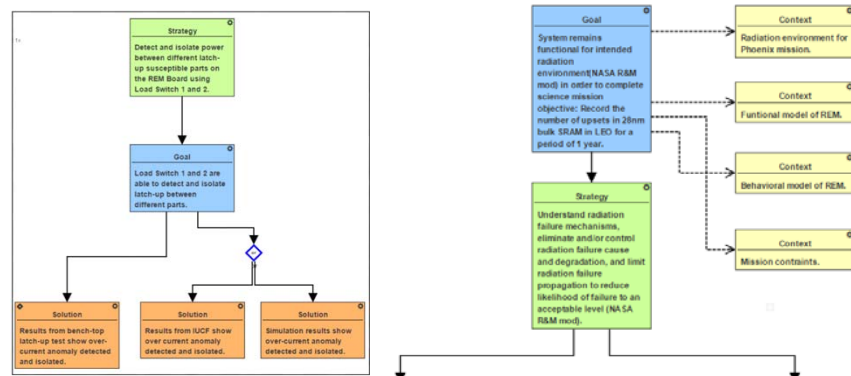 Strategy
Detect and isolate power
between different latch-
up susceptible parts on
the REM Board using
Load Switch 1 and 2.
Goal
Load Switch 1 and 2 are
able to detect and isolate
latch-up between
different parts.
Solution
Results from bench-top
latch-up test show over-
current anomaly detected
and isolated.
Solution
Results from IUCF show
over current anomaly
detected and isolated.
Solution
Simulation results show
over-current anomaly
detected and isolated.
Goal
System remains
functional for intended
radiation
environment(NASA R&M
mod) in order to complete
science mission
objective: Record the
number of upsets in 28nm
bulk SRAM in LEO for a
period of 1 year.
Strategy
Understand radiation
failure mechanisms,
eliminate and/or control
radiation failure cause
and degradation, and limit
radiation failure
propagation to reduce
likelihood of failure to an
acceptable level (NASA
R&M mod).
Context
Radiation environment for
Phoenix mission.
Context
Funtional model of REM.
Context
Behavioral model of REM.
Context
Mission contraints.